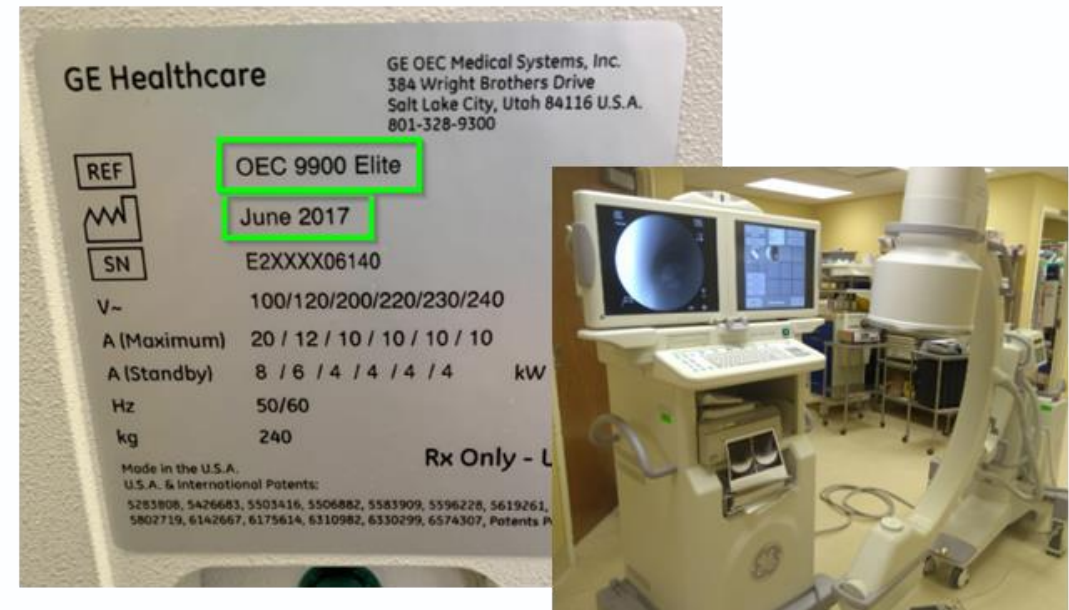 GE Healthcare
GE OEC Medical Systems, Inc.
384 Wright Brothers Drive
Salt Lake City, Utah 84116 U.S.A.
801-328-9300
REF OEC 9900 Elite
June 2017
SN E2XXXX06140
V~ 100/120/200/220/230/240
A (Maximum) 20 / 12 / 10 / 10 / 10 / 10
A (Standby) 8 / 6 / 4 / 4 / 4 / 4 kW
Hz 50/60
kg 240
Rx Only - U
Made in the U.S.A.
U.S.A. & International Patents:
5283808, 5426683, 5503416, 5506882, 5583909, 5596228, 5619261,
5802719, 6142667, 6175614, 6310982, 6330299, 6574307, Patents